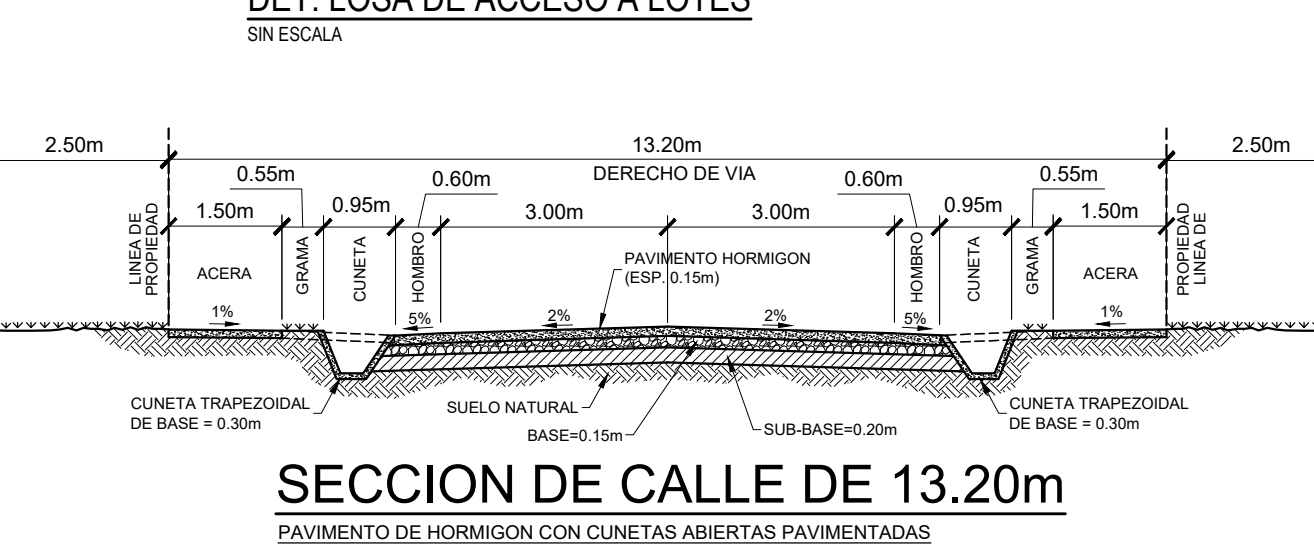 DET. LOSA DE ACCESO A LOTES
SIN ESCALA
2.50m
13.20m
2.50m
DERECHO DE VIA
0.55m
0.60m
0.60m
0.55m
1.50m
0.95m
3.00m
3.00m
0.95m
1.50m
LINEA DE
PROPIEDAD
ACERA
GRAMA
CUNETA
HOMBRO
PAVIMENTO HORMIGON
(ESP. 0.15m)
HOMBRO
CUNETA
GRAMA
ACERA
PROPIEDAD
LINEA DE
1%
5%
2%
2%
5%
1%
CUNETA TRAPEZOIDAL
DE BASE = 0.30m
SUELO NATURAL
BASE=0.15m
SUB-BASE=0.20m
CUNETA TRAPEZOIDAL
DE BASE = 0.30m
SECCION DE CALLE DE 13.20m
PAVIMENTO DE HORMIGON CON CUNETAS ABIERTAS PAVIMENTADAS